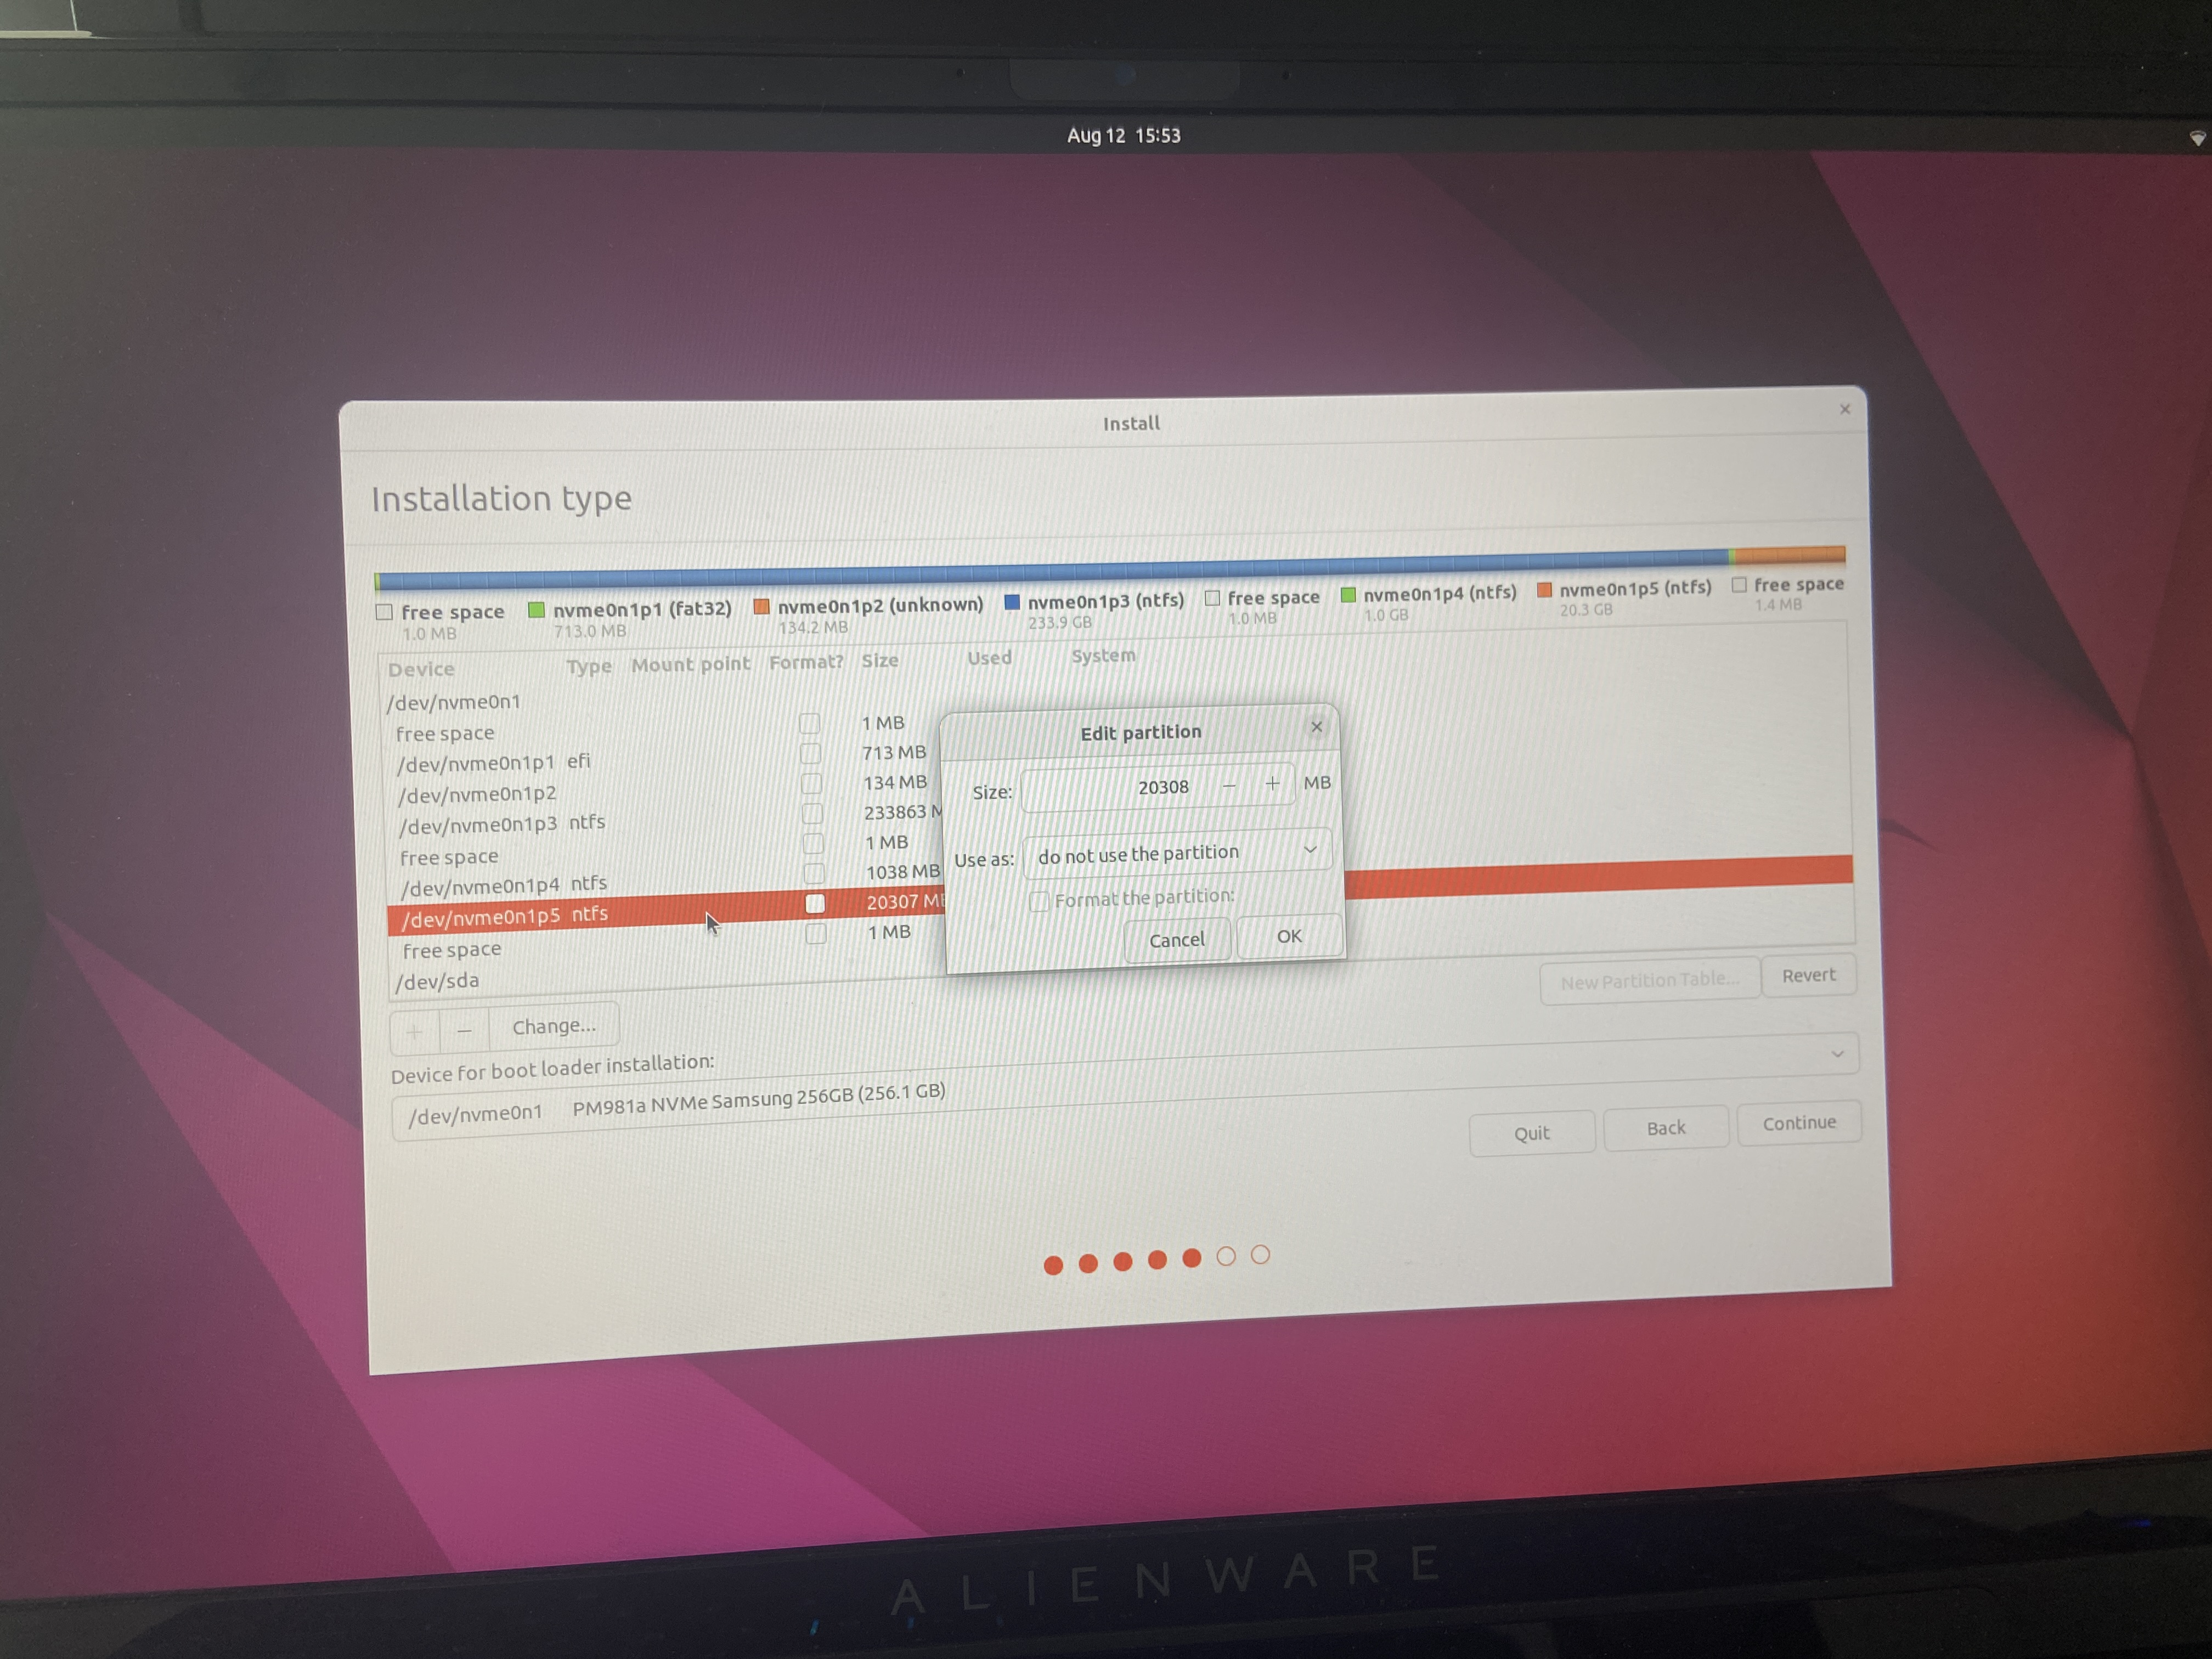 Aug 12 15:53
Install
Installation type
free space nvme0n1p1 (fat32) nvme0n1p2 (unknown) nvme0n1p3 (ntfs) free space nvme0n1p4 (ntfs) nvme0n1p5 (ntfs) free space
1.0 MB 713.0 MB 134.2 MB 233.9 GB 1.0 MB 1.0 GB 20.3 GB 1.4 MB
Device Type Mount point Format? Size Used System
/dev/nvme0n1
free space 1 MB
/dev/nvme0n1p1 efi 713 MB
/dev/nvme0n1p2 134 MB
/dev/nvme0n1p3 ntfs 233863 M
free space 1 MB
/dev/nvme0n1p4 ntfs 1038 MB
/dev/nvme0n1p5 ntfs 20307 MB
free space 1 MB
/dev/sda
Edit partition
Size: 20308 − + MB
Use as: do not use the partition
Format the partition:
Cancel OK
New Partition Table... Revert
+ − Change...
Device for boot loader installation:
/dev/nvme0n1 PM981a NVMe Samsung 256GB (256.1 GB)
Quit Back Continue
ALIENWARE